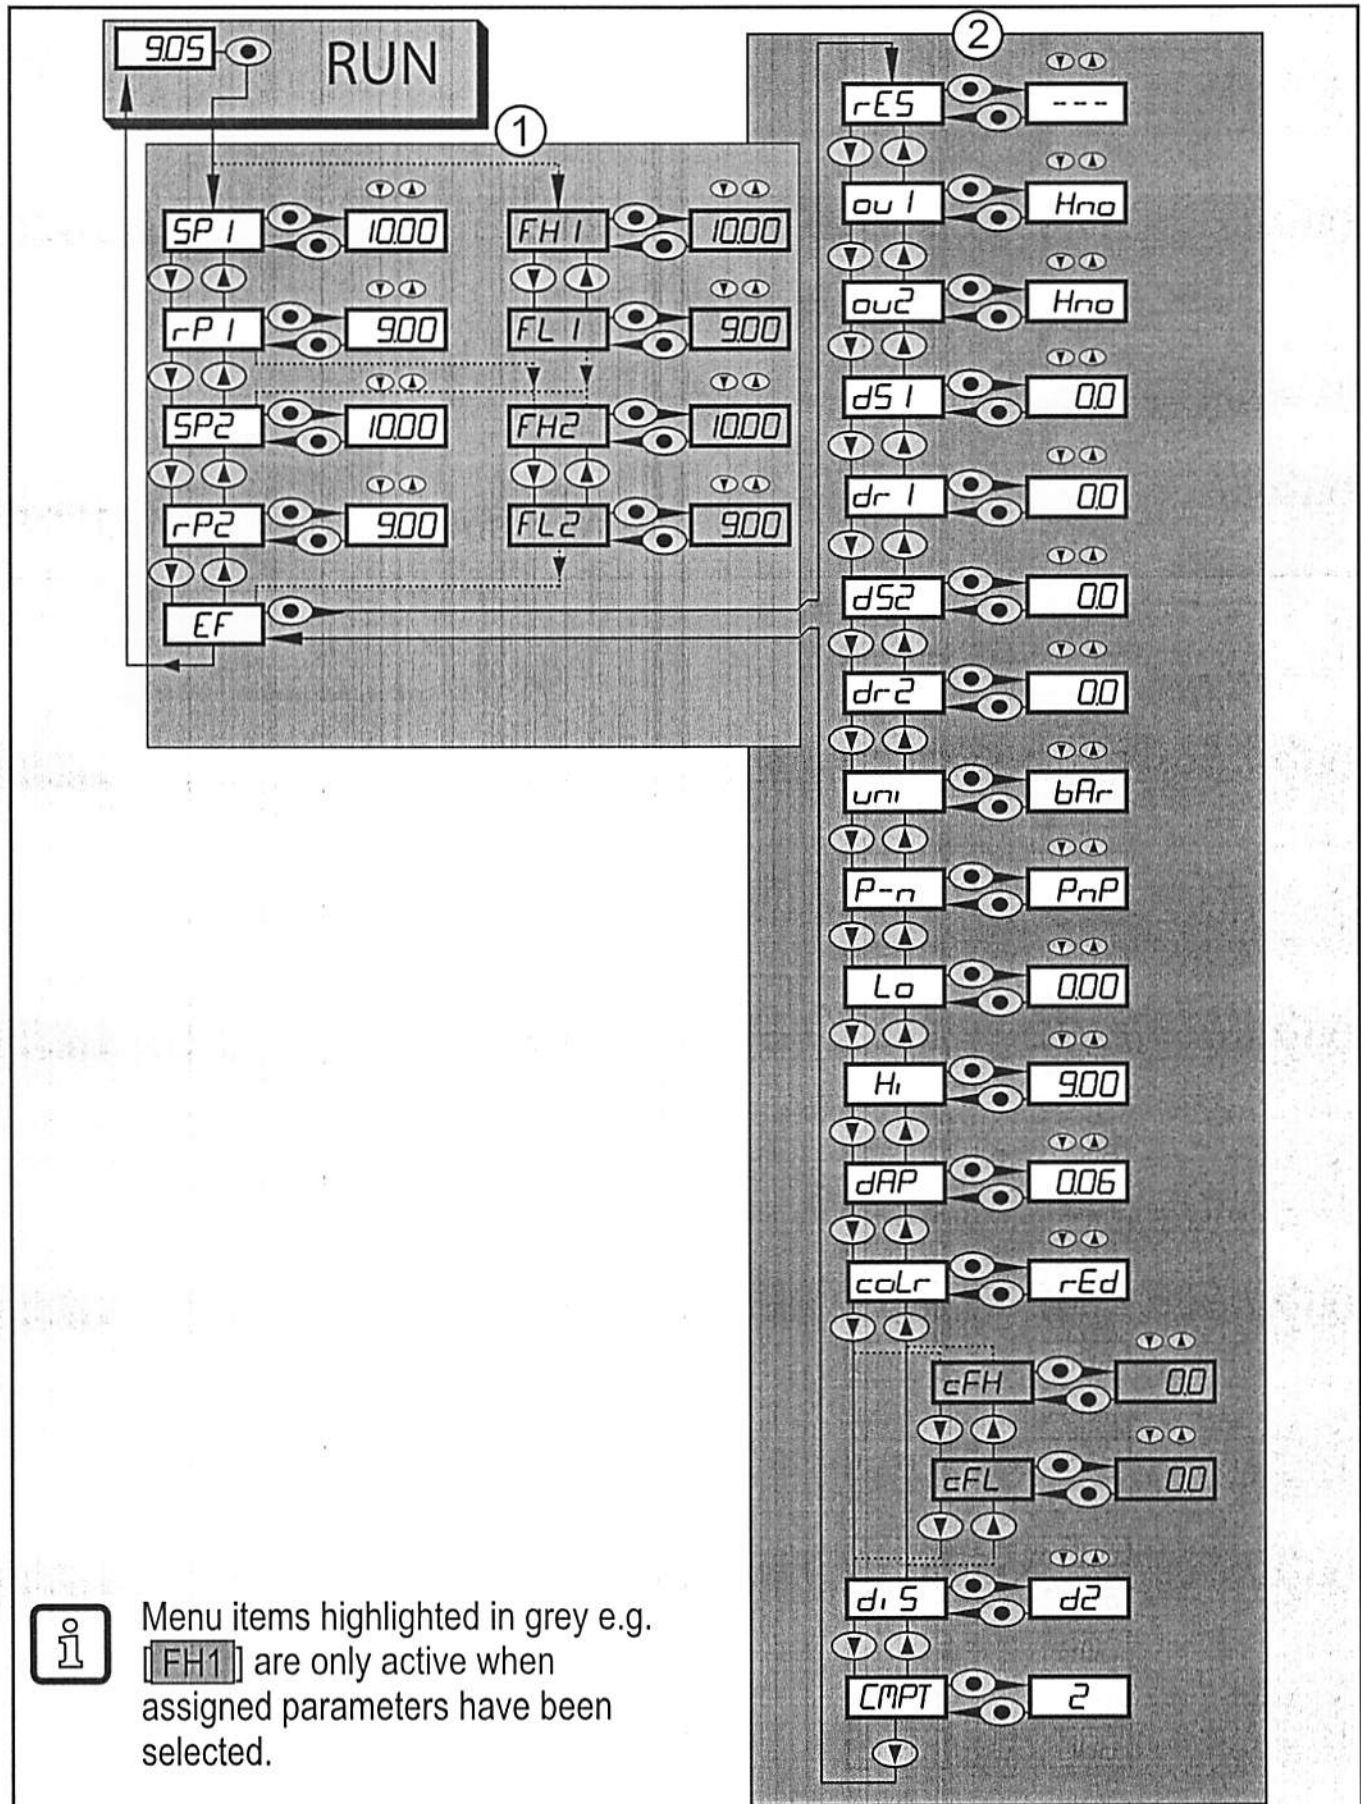 9.05 RUN
1
SP1 10.00 FH1 10.00
rP1 9.00 FL1 9.00
SP2 10.00 FH2 10.00
rP2 9.00 FL2 9.00
EF
2
rES ---
ou1 Hno
ou2 Hno
dS1 0.0
dr1 0.0
dS2 0.0
dr2 0.0
uni bAr
P-n PnP
Lo 0.00
Hi 9.00
dAP 0.06
coLr rEd
cFH 0.0
cFL 0.0
diS d2
CMPT 2
i
Menu items highlighted in grey e.g.
[FH1] are only active when
assigned parameters have been
selected.